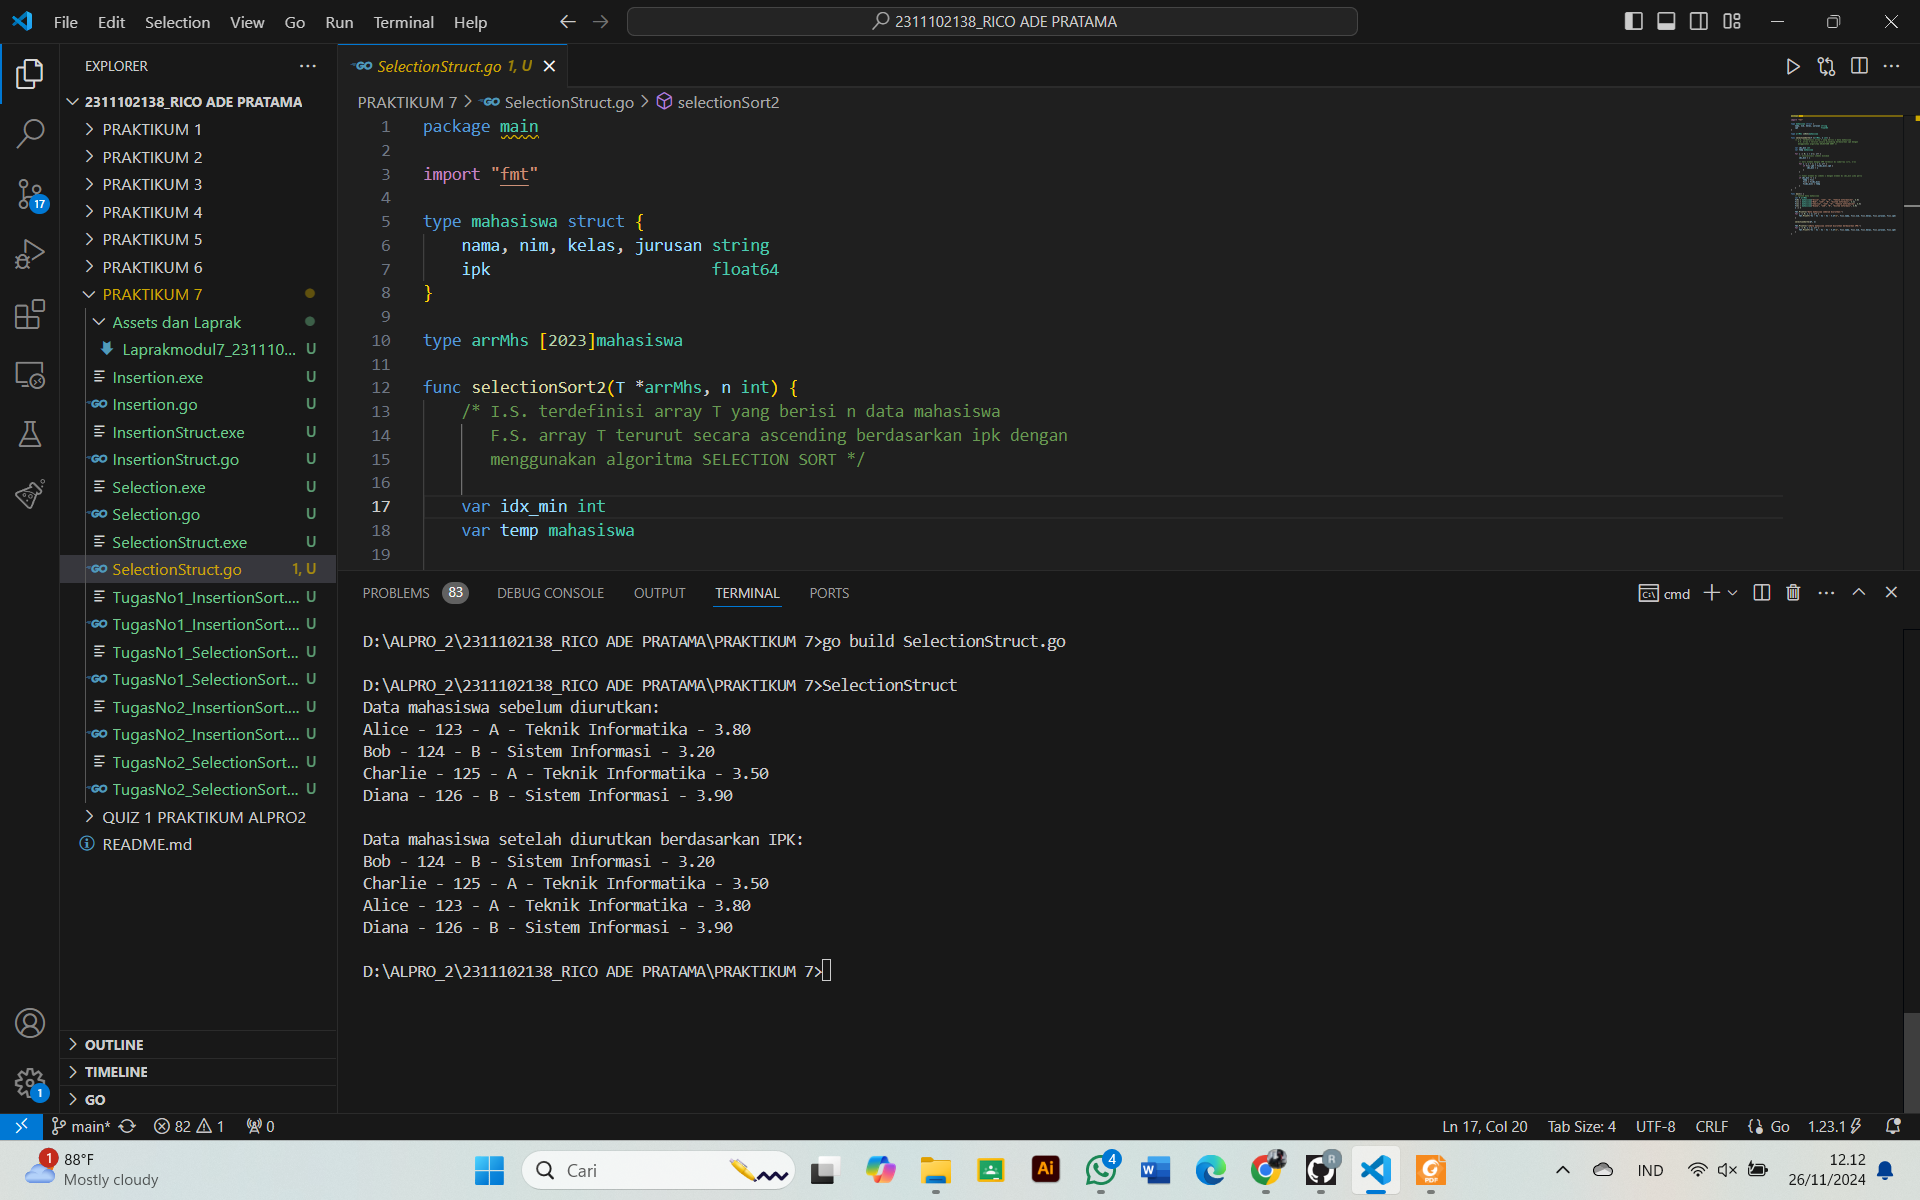 File Edit Selection View Go Run Terminal Help
2311102138_RICO ADE PRATAMA
EXPLORER
2311102138_RICO ADE PRATAMA
PRAKTIKUM 1
PRAKTIKUM 2
PRAKTIKUM 3
PRAKTIKUM 4
PRAKTIKUM 5
PRAKTIKUM 6
PRAKTIKUM 7
Assets dan Laprak
Laprakmodul7_231110... U
Insertion.exe U
Insertion.go U
InsertionStruct.exe U
InsertionStruct.go U
Selection.exe U
Selection.go U
SelectionStruct.exe U
SelectionStruct.go 1, U
TugasNo1_InsertionSort.... U
TugasNo1_InsertionSort.... U
TugasNo1_SelectionSort... U
TugasNo1_SelectionSort... U
TugasNo2_InsertionSort.... U
TugasNo2_InsertionSort.... U
TugasNo2_SelectionSort... U
TugasNo2_SelectionSort... U
QUIZ 1 PRAKTIKUM ALPRO2
README.md
OUTLINE
TIMELINE
GO
17
1
SelectionStruct.go 1, U
PRAKTIKUM 7 > SelectionStruct.go > selectionSort2
1 package main
2
3 import "fmt"
4
5 type mahasiswa struct {
6 nama, nim, kelas, jurusan string
7 ipk float64
8 }
9
10 type arrMhs [2023]mahasiswa
11
12 func selectionSort2(T *arrMhs, n int) {
13 /* I.S. terdefinisi array T yang berisi n data mahasiswa
14 F.S. array T terurut secara ascending berdasarkan ipk dengan
15 menggunakan algoritma SELECTION SORT */
16
17 var idx_min int
18 var temp mahasiswa
19
PROBLEMS 83 DEBUG CONSOLE OUTPUT TERMINAL PORTS
cmd
D:\ALPRO_2\2311102138_RICO ADE PRATAMA\PRAKTIKUM 7>go build SelectionStruct.go
D:\ALPRO_2\2311102138_RICO ADE PRATAMA\PRAKTIKUM 7>SelectionStruct
Data mahasiswa sebelum diurutkan:
Alice - 123 - A - Teknik Informatika - 3.80
Bob - 124 - B - Sistem Informasi - 3.20
Charlie - 125 - A - Teknik Informatika - 3.50
Diana - 126 - B - Sistem Informasi - 3.90
Data mahasiswa setelah diurutkan berdasarkan IPK:
Bob - 124 - B - Sistem Informasi - 3.20
Charlie - 125 - A - Teknik Informatika - 3.50
Alice - 123 - A - Teknik Informatika - 3.80
Diana - 126 - B - Sistem Informasi - 3.90
D:\ALPRO_2\2311102138_RICO ADE PRATAMA\PRAKTIKUM 7>
main* 82 1 0
Ln 17, Col 20 Tab Size: 4 UTF-8 CRLF Go 1.23.1
1 88°F
Mostly cloudy
Cari
Ai
4
W
R
PDF
IND
12.12
26/11/2024